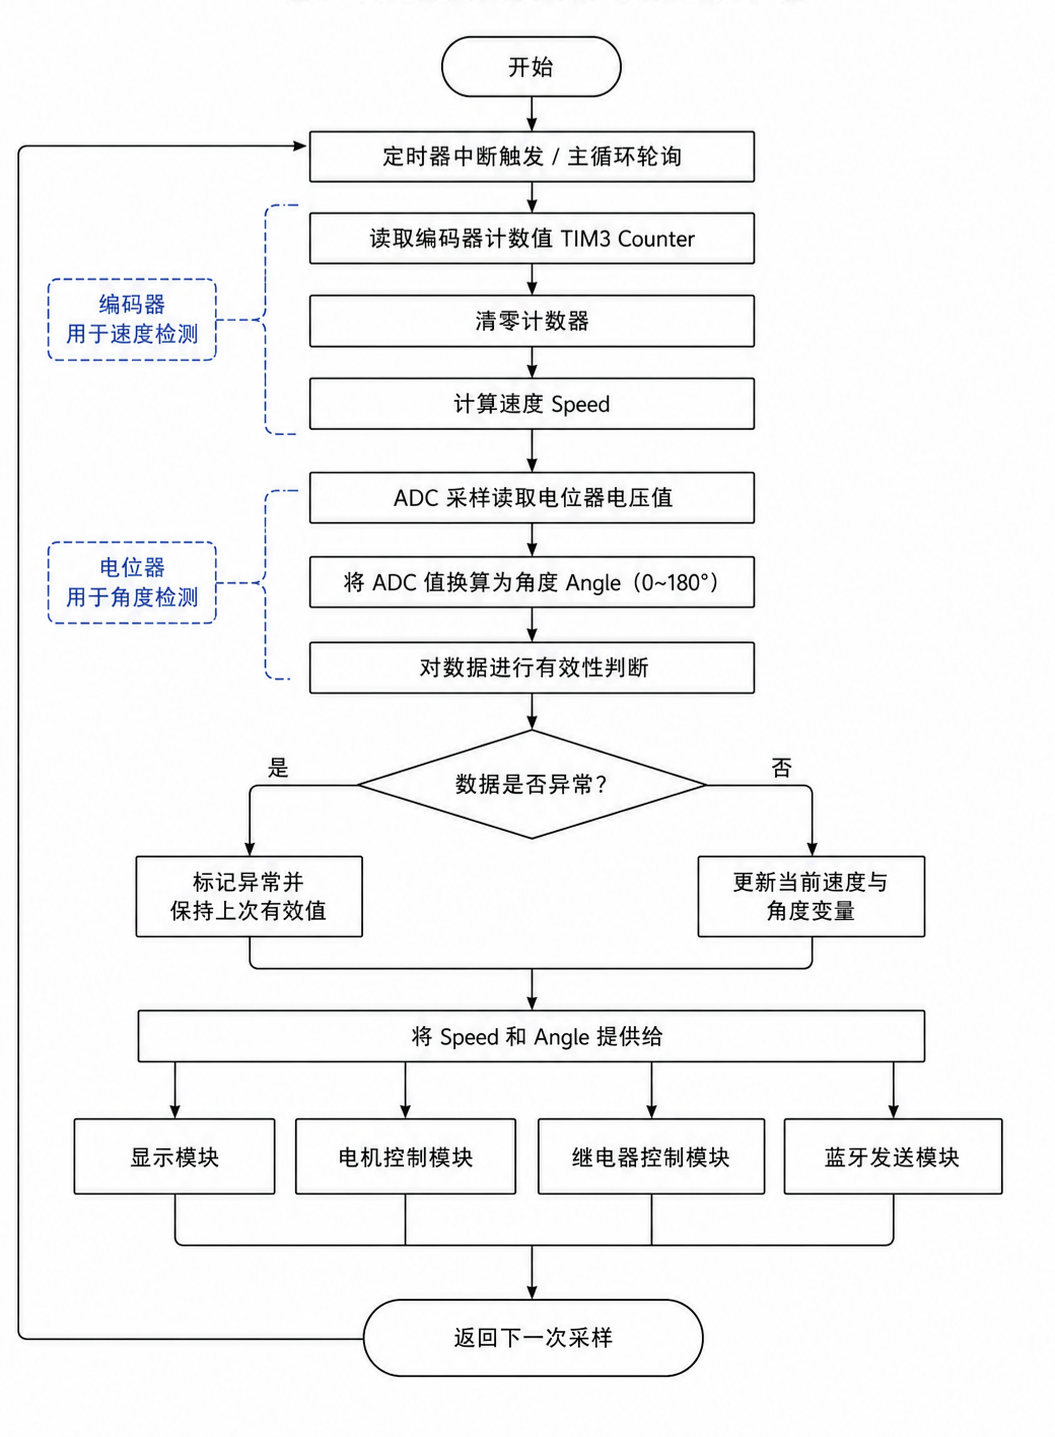 开始
定时器中断触发 / 主循环轮询
读取编码器计数值 TIM3 Counter
编码器
用于速度检测
清零计数器
计算速度 Speed
ADC 采样读取电位器电压值
电位器
用于角度检测
将 ADC 值换算为角度 Angle（0~180°）
对数据进行有效性判断
是
数据是否异常?
否
标记异常并
保持上次有效值
更新当前速度与
角度变量
将 Speed 和 Angle 提供给
显示模块
电机控制模块
继电器控制模块
蓝牙发送模块
返回下一次采样